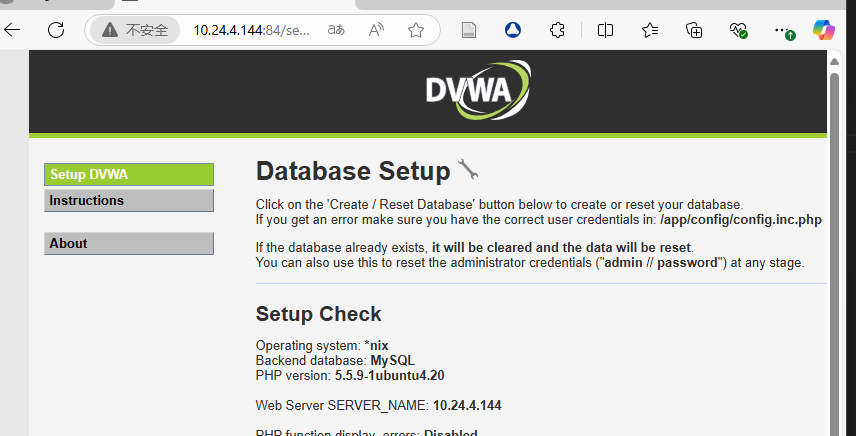 不安全
10.24.4.144:84/se...
DVWA
Setup DVWA
Instructions
About
Database Setup
Click on the 'Create / Reset Database' button below to create or reset your database.
If you get an error make sure you have the correct user credentials in: /app/config/config.inc.php
If the database already exists, it will be cleared and the data will be reset.
You can also use this to reset the administrator credentials ("admin // password") at any stage.
Setup Check
Operating system: *nix
Backend database: MySQL
PHP version: 5.5.9-1ubuntu4.20
Web Server SERVER_NAME: 10.24.4.144
PHP function display_errors: Disabled